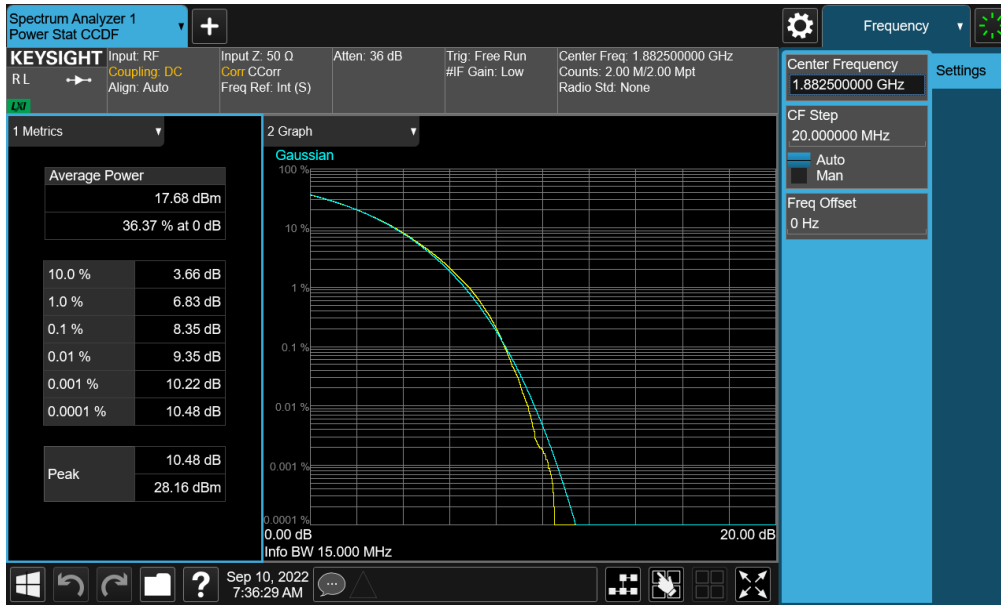 Spectrum Analyzer 1
Power Stat CCDF
Frequency
KEYSIGHT
R L
LXI
Input: RF
Coupling: DC
Align: Auto
Input Z: 50 Ω
Corr CCorr
Freq Ref: Int (S)
Atten: 36 dB
Trig: Free Run
#IF Gain: Low
Center Freq: 1.882500000 GHz
Counts: 2.00 M/2.00 Mpt
Radio Std: None
Center Frequency
1.882500000 GHz
Settings
CF Step
20.000000 MHz
Auto
Man
Freq Offset
0 Hz
1 Metrics
Average Power
17.68 dBm
36.37 % at 0 dB
10.0 % 3.66 dB
1.0 % 6.83 dB
0.1 % 8.35 dB
0.01 % 9.35 dB
0.001 % 10.22 dB
0.0001 % 10.48 dB
Peak
10.48 dB
28.16 dBm
2 Graph
Gaussian
100 %
10 %
1 %
0.1 %
0.01 %
0.001 %
0.0001 %
0.00 dB 20.00 dB
Info BW 15.000 MHz
?
Sep 10, 2022
7:36:29 AM